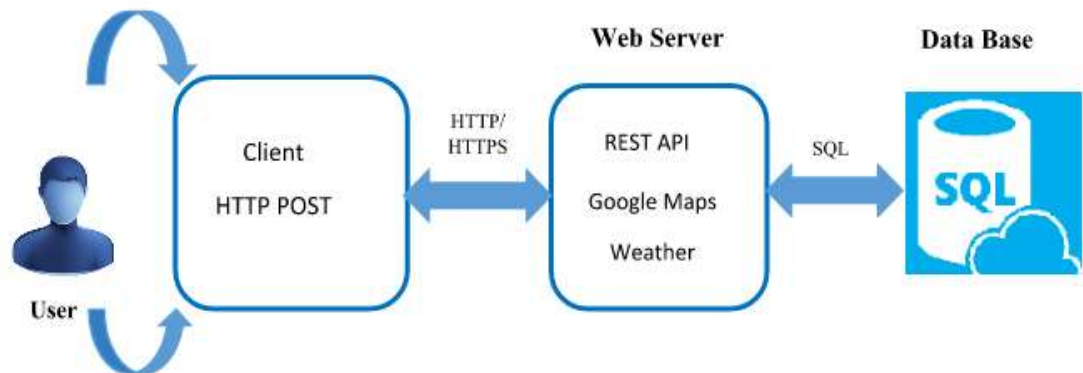 User
Client
HTTP POST
HTTP/
HTTPS
Web Server
REST API
Google Maps
Weather
SQL
Data Base
SQL